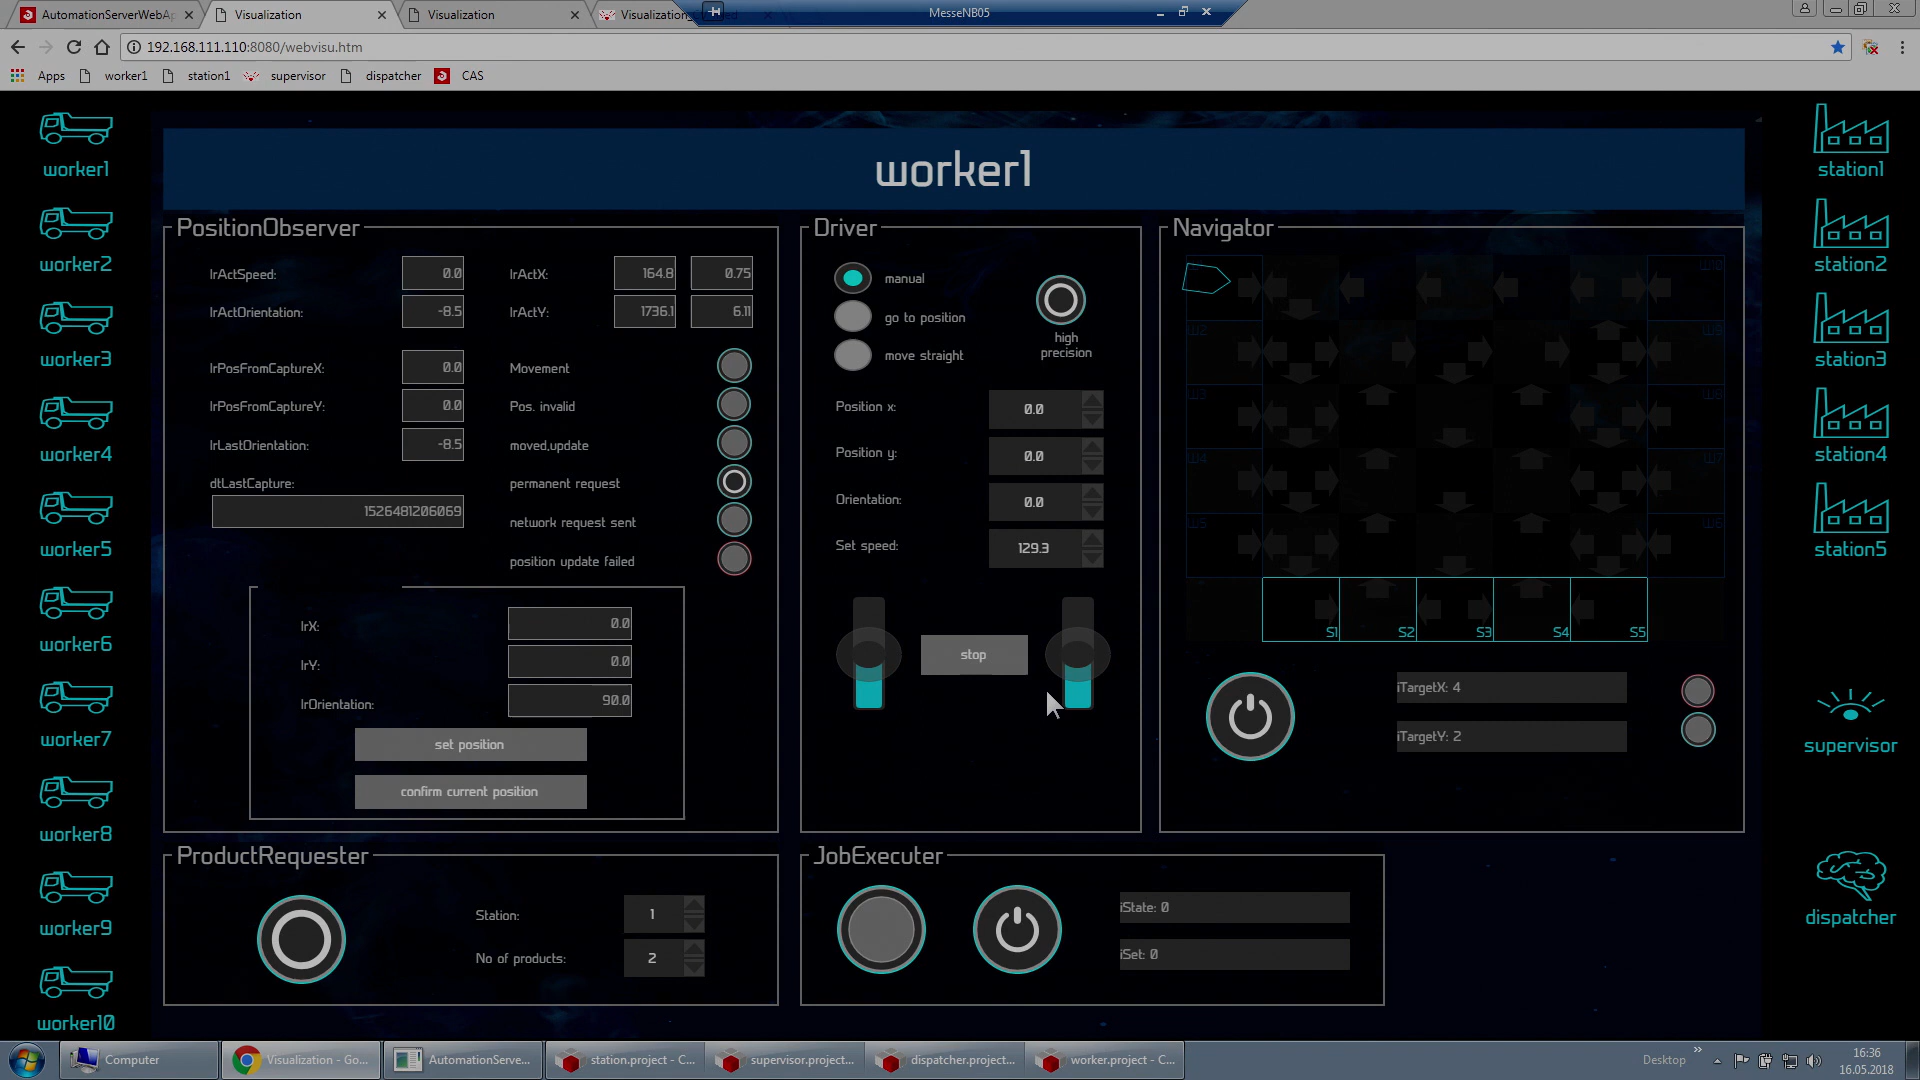 AutomationServerWebAp
Visualization
Visualization
Visualization
MesseNB05
192.168.111.110:8080/webvisu.htm
Apps
worker1
station1
supervisor
dispatcher
CAS
worker1
worker2
worker3
worker4
worker5
worker6
worker7
worker8
worker9
worker10
worker1
PositionObserver
lrActSpeed: 0.0
lrActX: 164.8 0.75
lrActOrientation: -8.5
lrActY: 1736.1 6.11
lrPosFromCaptureX: 0.0
Movement
lrPosFromCaptureY: 0.0
Pos. invalid
lrLastOrientation: -8.5
moved,update
dtLastCapture:
permanent request
1526481206069
network request sent
position update failed
lrX: 0.0
lrY: 0.0
lrOrientation: 90.0
set position
confirm current position
Driver
manual
go to position
move straight
high
precision
Position x: 0.0
Position y: 0.0
Orientation: 0.0
Set speed: 129.3
stop
Navigator
W2
W3
W4
W5
S1 S2 S3 S4 S5
iTargetX: 4
iTargetY: 2
ProductRequester
Station: 1
No of products: 2
JobExecuter
iState: 0
iSet: 0
station1
station2
station3
station4
station5
supervisor
dispatcher
Computer
Visualization - Go...
AutomationServe...
station.project - C...
supervisor.project...
dispatcher.project...
worker.project - C...
Desktop
16:36
16.05.2018